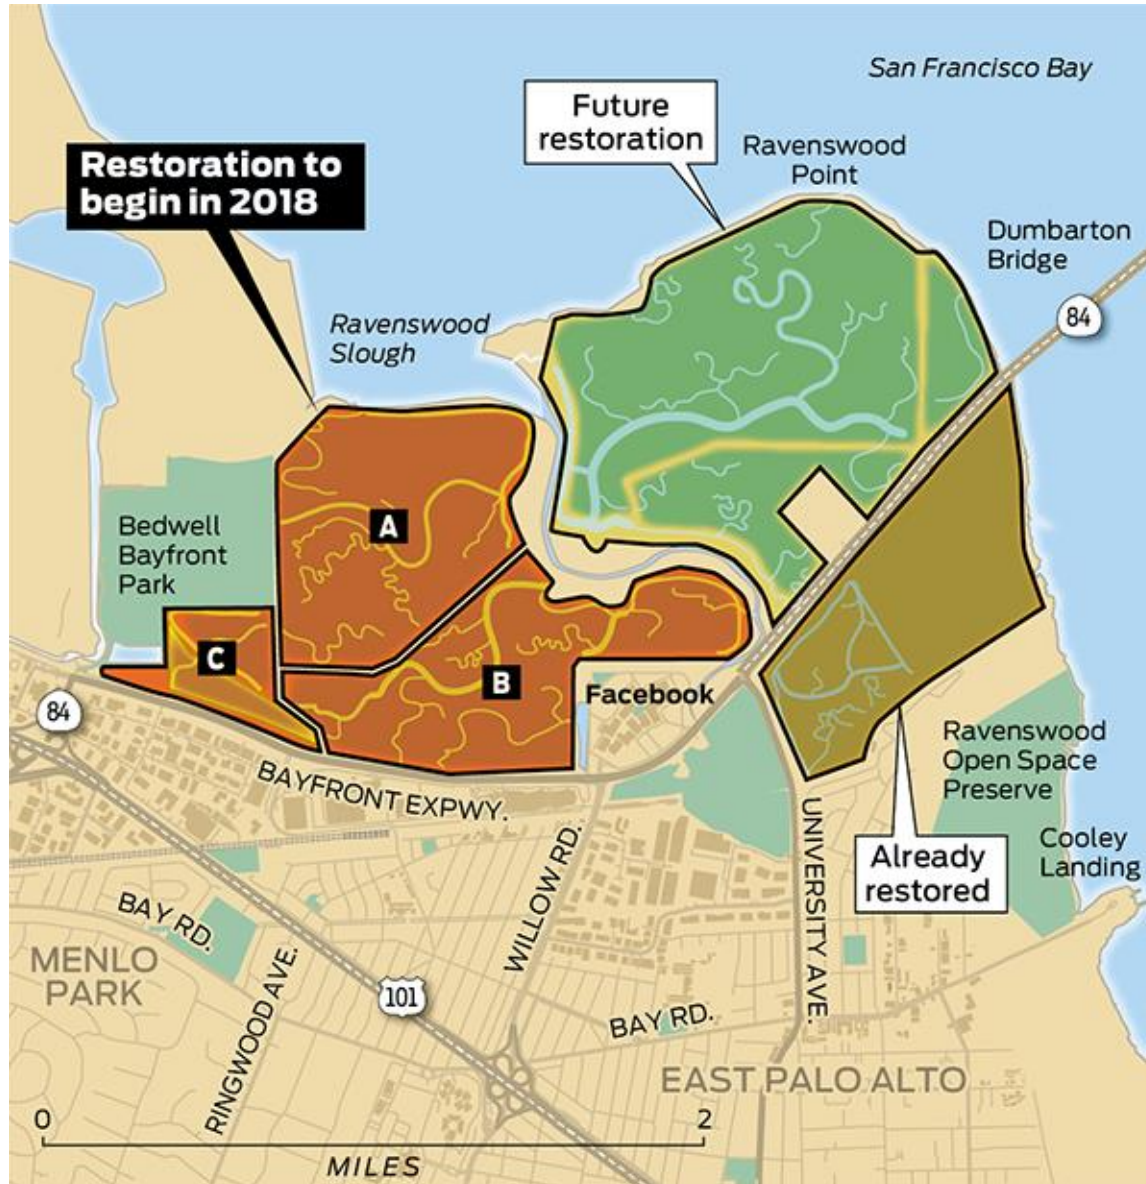 San Francisco Bay
Future
restoration
Ravenswood
Point
Restoration to
begin in 2018
Dumbarton
Bridge
84
Ravenswood
Slough
A
Bedwell
Bayfront
Park
C
B
Facebook
84
Ravenswood
Open Space
Preserve
BAYFRONT EXPWY.
UNIVERSITY AVE.
Already
restored
Cooley
Landing
WILLOW RD.
BAY RD.
MENLO
PARK
RINGWOOD AVE.
101
BAY RD.
EAST PALO ALTO
0
2
MILES